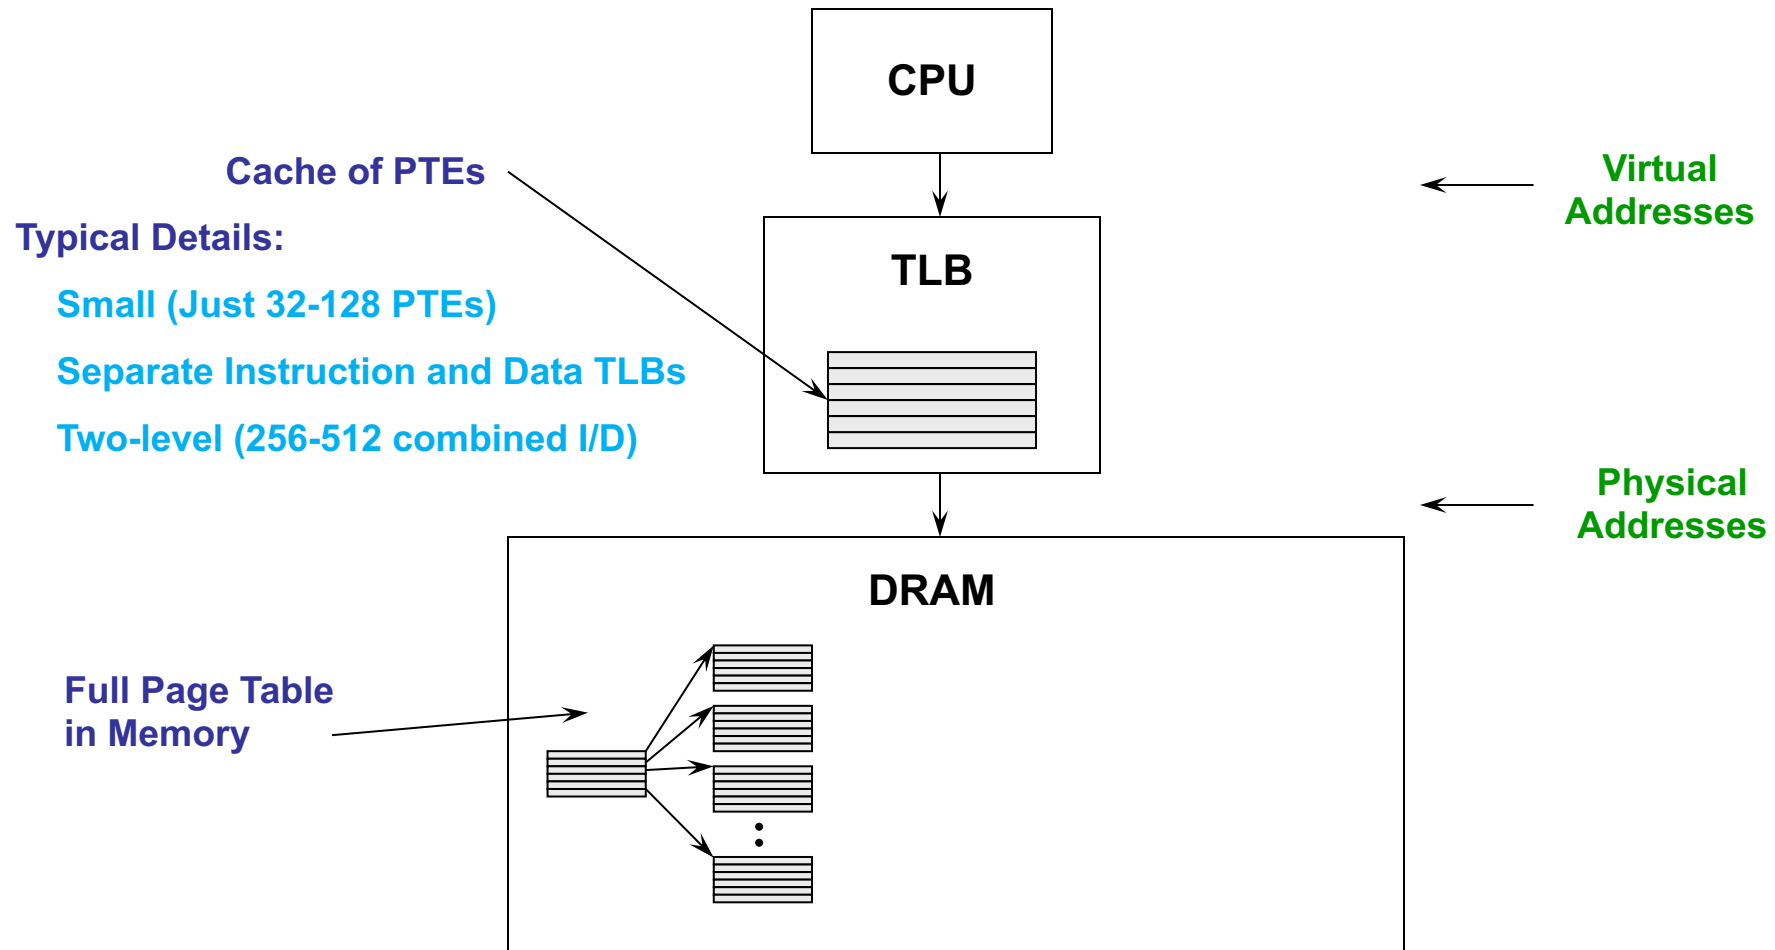 CPU
Cache of PTEs
Virtual
Addresses
Typical Details:
TLB
Small (Just 32-128 PTEs)
Separate Instruction and Data TLBs
Two-level (256-512 combined I/D)
Physical
Addresses
DRAM
Full Page Table
in Memory